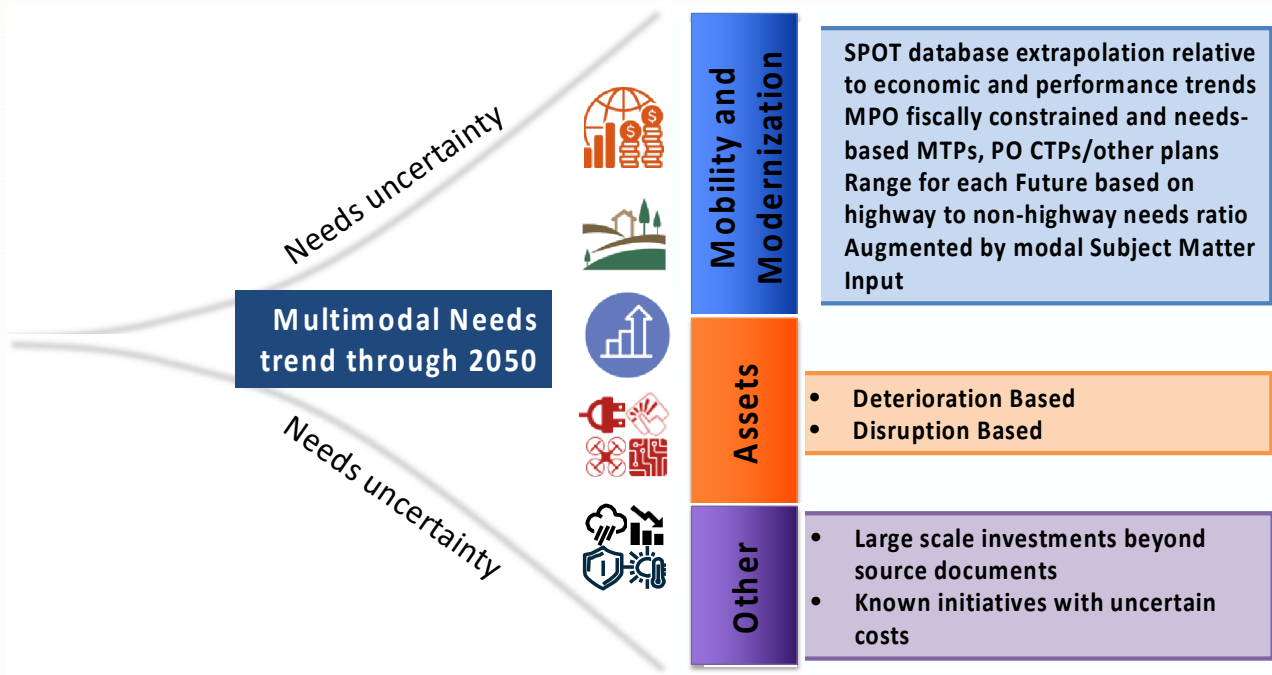 Needs uncertainty
Multimodal Needs
trend through 2050
Needs uncertainty
Mobility and
Modernization
SPOT database extrapolation relative
to economic and performance trends
MPO fiscally constrained and needs-
based MTPs, PO CTPs/other plans
Range for each Future based on
highway to non-highway needs ratio
Augmented by modal Subject Matter
Input
Assets
• Deterioration Based
• Disruption Based
Other
• Large scale investments beyond
source documents
• Known initiatives with uncertain
costs